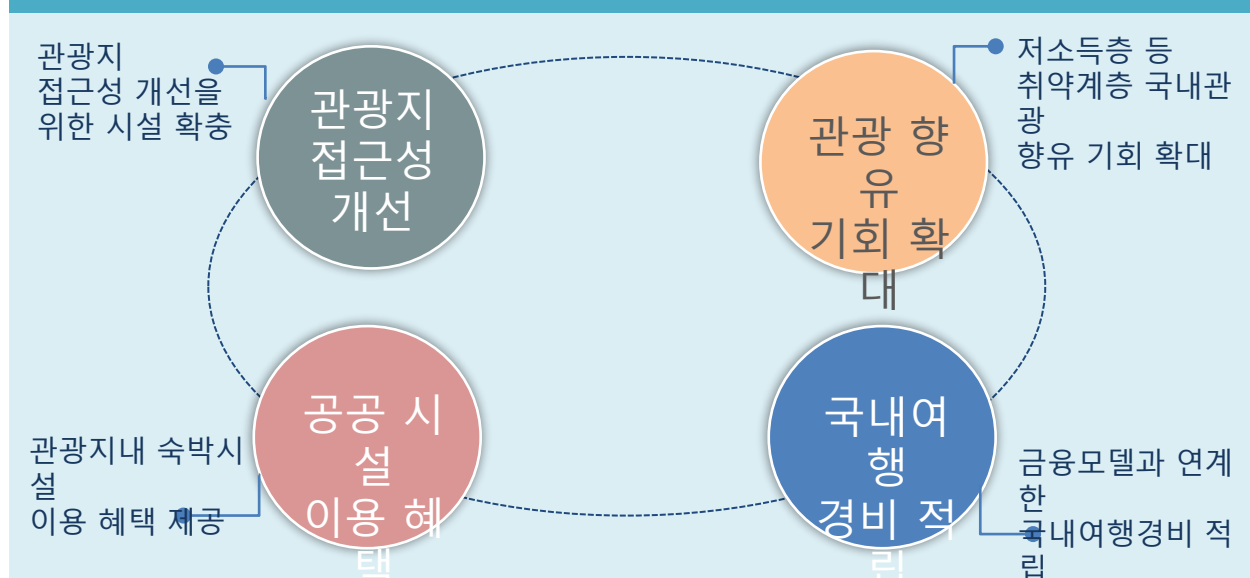 관광지
접근성 개선을
위한 시설 확충
관광지
접근성
개선
관광 향
유
기회 확
대
저소득층 등
취약계층 국내관
광
향유 기회 확대
관광지내 숙박시
설
이용 혜택 제공
공공 시
설
이용 혜
택
국내여
행
경비 적
립
금융모델과 연계
한
국내여행경비 적
립